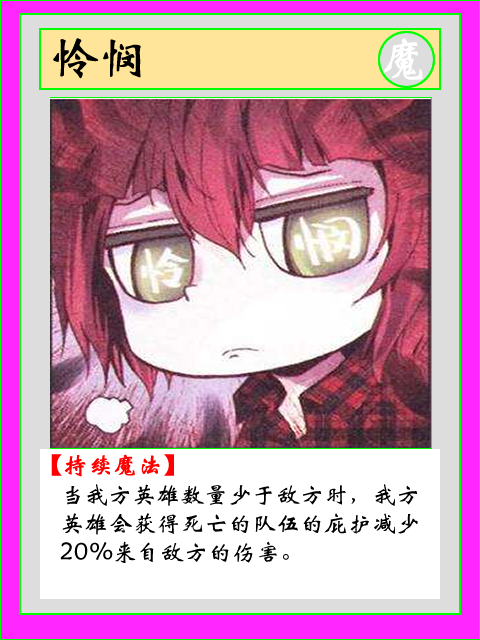 怜悯
魔
怜 悯
【持续魔法】
当我方英雄数量少于敌方时，我方
英雄会获得死亡的队伍的庇护减少
20%来自敌方的伤害。